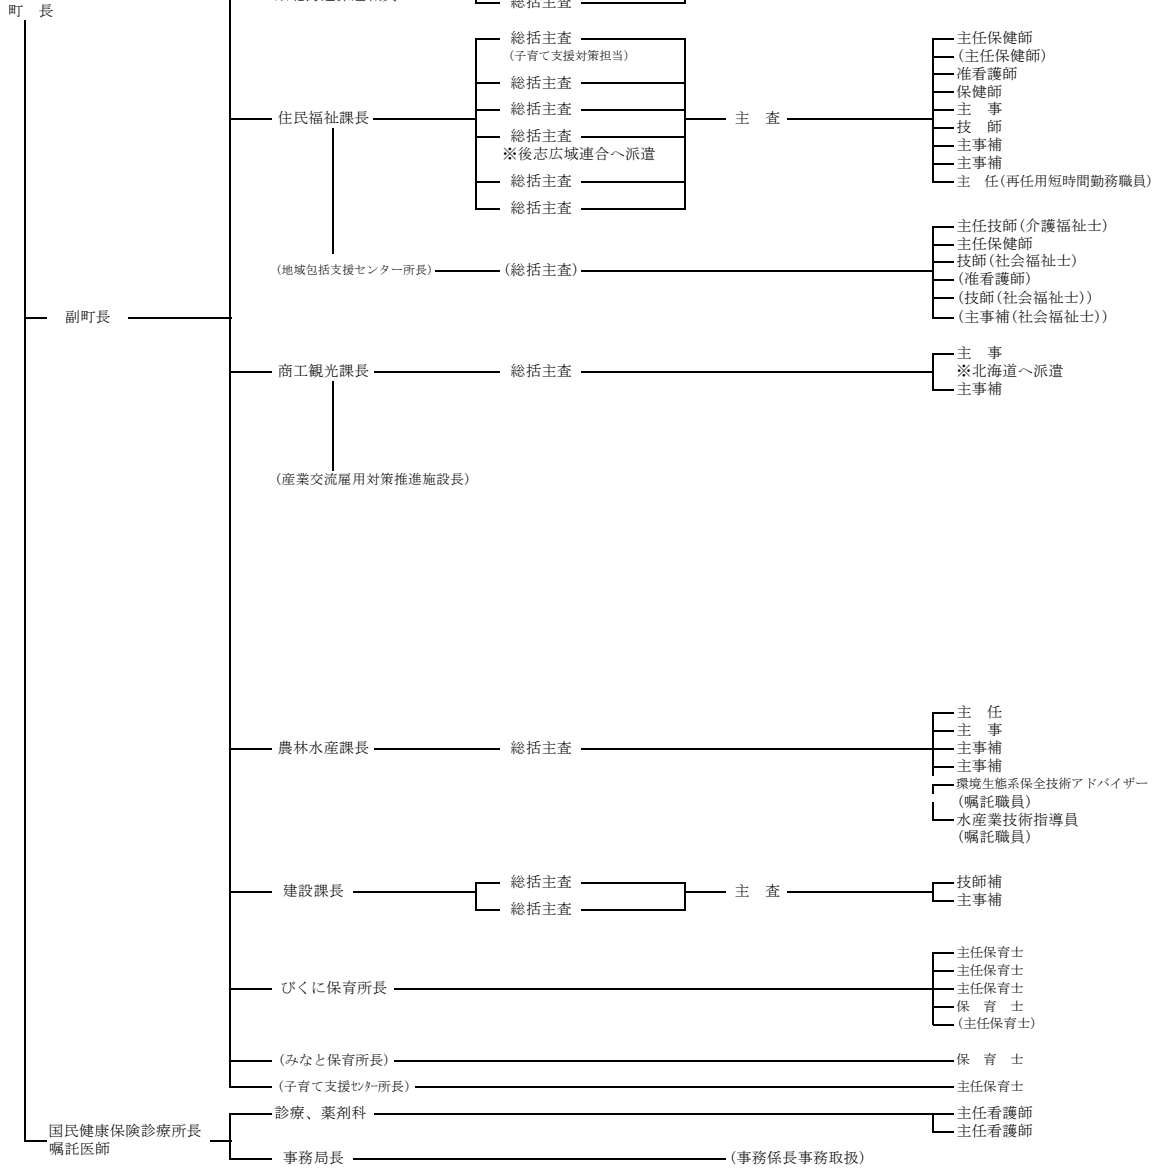 町　長
総括主査
総括主査
(子育て支援対策担当)
総括主査
総括主査
住民福祉課長
総括主査
※後志広域連合へ派遣
総括主査
総括主査
主　査
主任保健師
(主任保健師)
准看護師
保健師
主　事
技　師
主事補
主事補
主　任(再任用短時間勤務職員)
(地域包括支援センター所長)
(総括主査)
主任技師(介護福祉士)
主任保健師
技師(社会福祉士)
(准看護師)
(技師(社会福祉士))
(主事補(社会福祉士))
副町長
商工観光課長
総括主査
主　事
※北海道へ派遣
主事補
(産業交流雇用対策推進施設長)
農林水産課長
総括主査
主　任
主　事
主事補
主事補
環境生態系保全技術アドバイザー
(嘱託職員)
水産業技術指導員
(嘱託職員)
建設課長
総括主査
総括主査
主　査
技師補
主事補
びくに保育所長
主任保育士
主任保育士
主任保育士
保　育　士
(主任保育士)
(みなと保育所長)
保　育　士
(子育て支援ｾﾝﾀｰ所長)
主任保育士
国民健康保険診療所長
嘱託医師
診療、薬剤科
主任看護師
主任看護師
事務局長
(事務係長事務取扱)